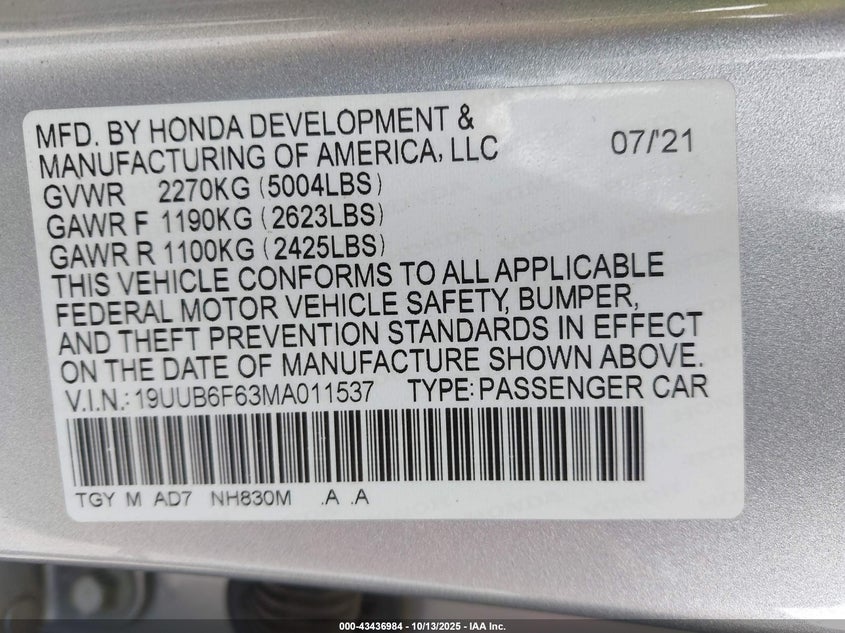 MFD. BY HONDA DEVELOPMENT &
MANUFACTURING OF AMERICA, LLC 07/'21
GVWR 2270KG (5004LBS)
GAWR F 1190KG (2623LBS)
GAWR R 1100KG (2425LBS)
THIS VEHICLE CONFORMS TO ALL APPLICABLE
FEDERAL MOTOR VEHICLE SAFETY, BUMPER,
AND THEFT PREVENTION STANDARDS IN EFFECT
ON THE DATE OF MANUFACTURE SHOWN ABOVE.
V.I.N.: 19UUB6F63MA011537 TYPE: PASSENGER CAR
TGY M AD7 NH830M .A .A
000-43436984 - 10/13/2025 - IAA Inc.